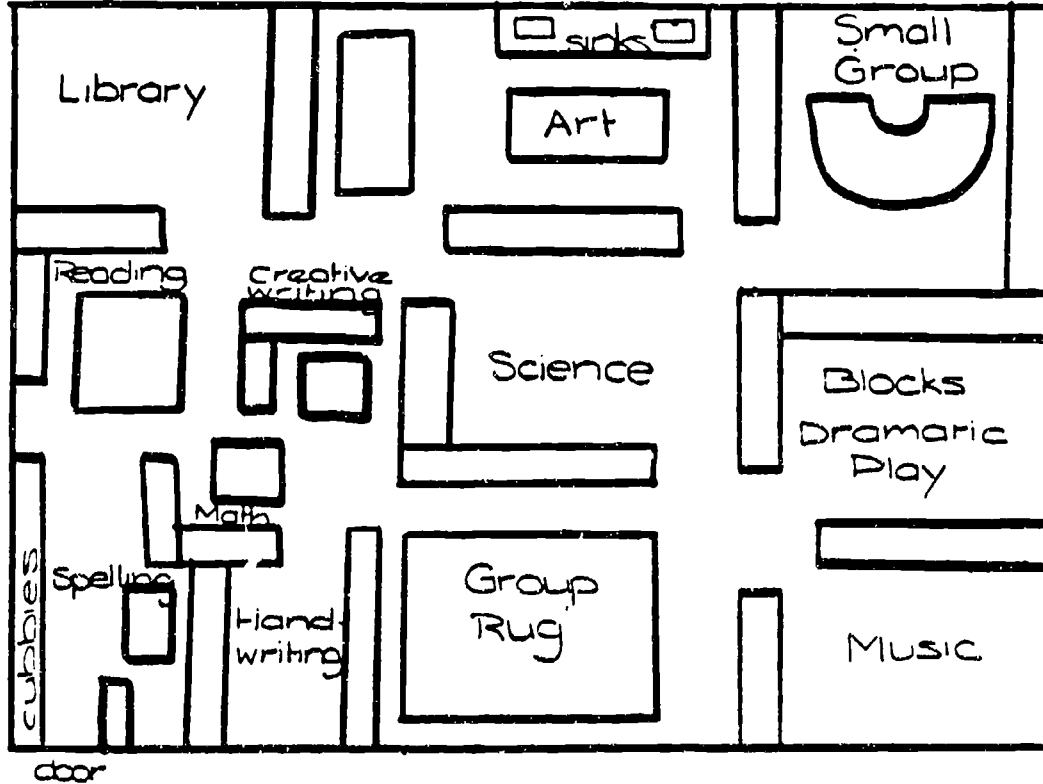 sinks
Small
Group
Library
Art
Reading
Creative
writing
Science
Blocks
Dramaric
Play
Math
cubbies
Spelling
Group
Rug
Hand-
writing
Music
door